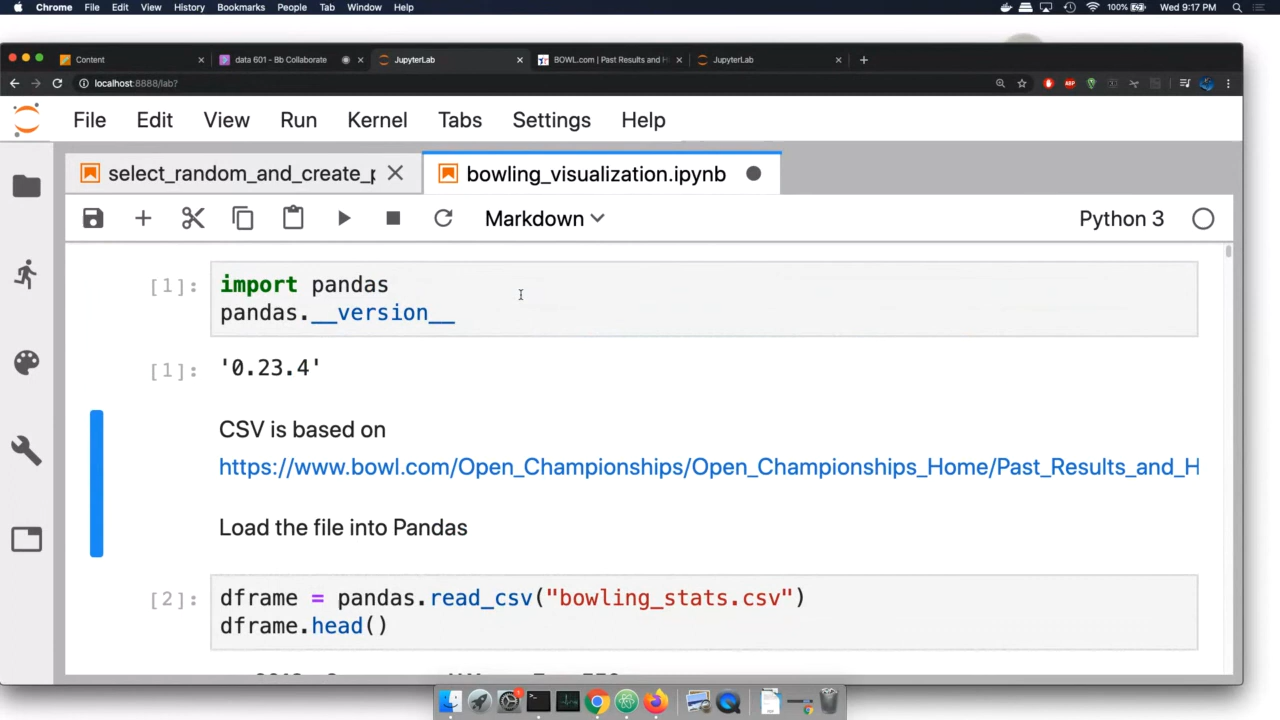 Chrome File Edit View History Bookmarks People Tab Window Help 100% Wed 9:17 PM
Content data 601 - Bb Collaborate JupyterLab BOWL.com | Past Results and H JupyterLab
localhost:8888/lab?
File Edit View Run Kernel Tabs Settings Help
select_random_and_create_p bowling_visualization.ipynb
Markdown Python 3
[1]: import pandas
pandas.__version__
[1]: '0.23.4'
CSV is based on
https://www.bowl.com/Open_Championships/Open_Championships_Home/Past_Results_and_H
Load the file into Pandas
[2]: dframe = pandas.read_csv("bowling_stats.csv")
dframe.head()